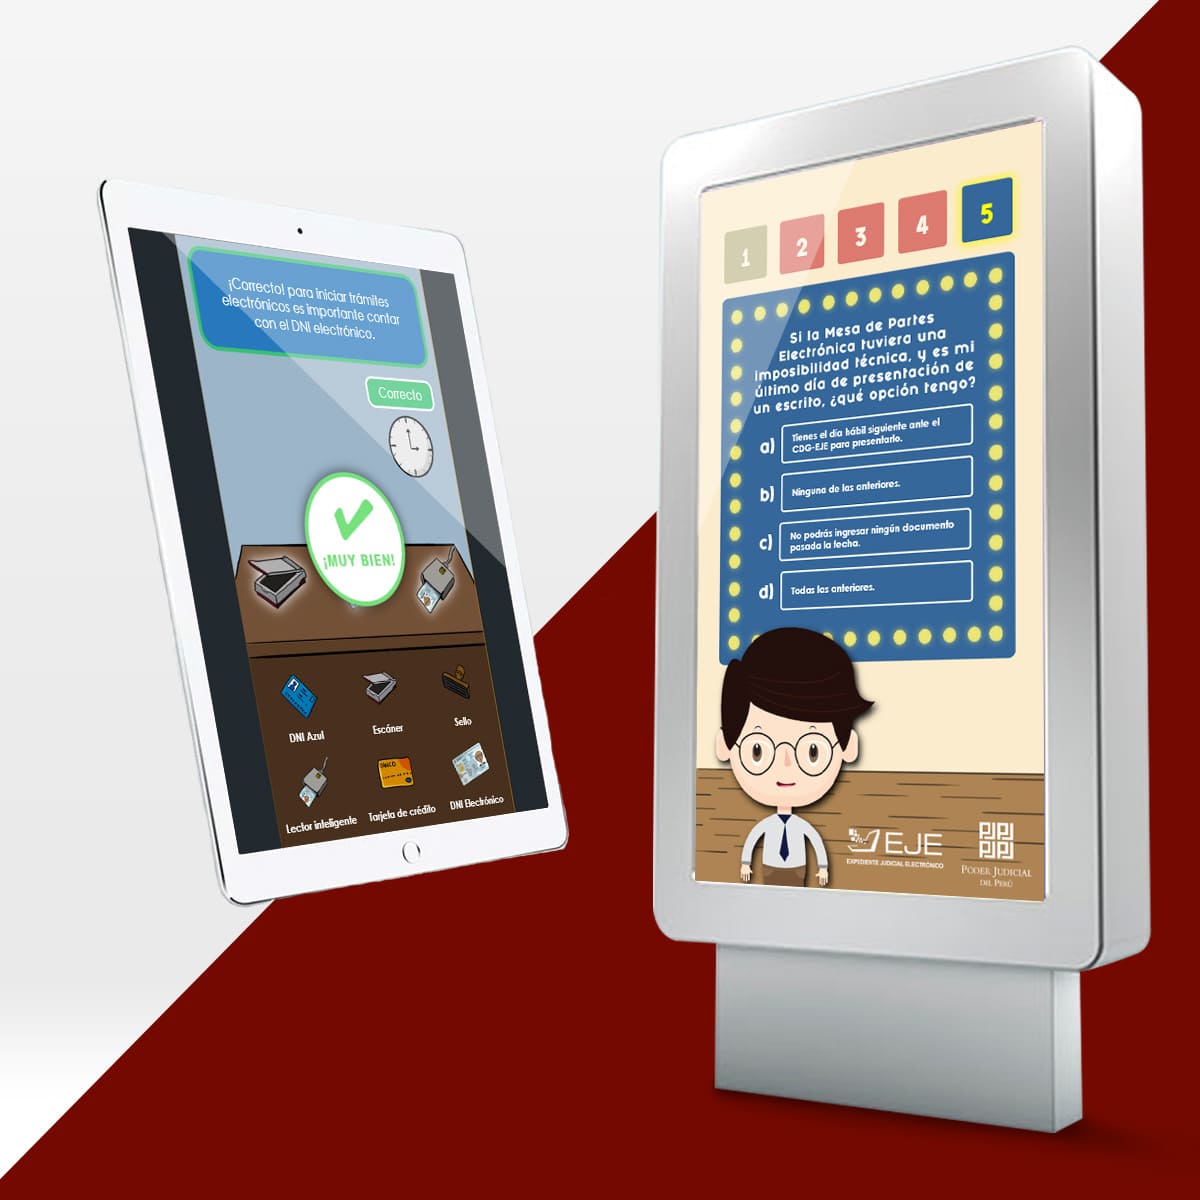 ¡Correcto! para iniciar trámites
electrónicos es importante contar
con el DNI electrónico.
Correcto
¡MUY BIEN!
DNI Azul
Escáner
Sello
Lector inteligente
Tarjeta de crédito
DNI Electrónico
1
2
3
4
5
Si la Mesa de Partes
Electrónica tuviera una
imposibilidad técnica, y es mi
último día de presentación de
un escrito, ¿qué opción tengo?
a) Tienes el día hábil siguiente ante el
CDG-EJE para presentarlo.
b) Ninguna de las anteriores.
c) No podrás ingresar ningún documento
pasada la fecha.
d) Todas las anteriores.
EJE
EXPEDIENTE JUDICIAL ELECTRÓNICO
PODER JUDICIAL
DEL PERÚ